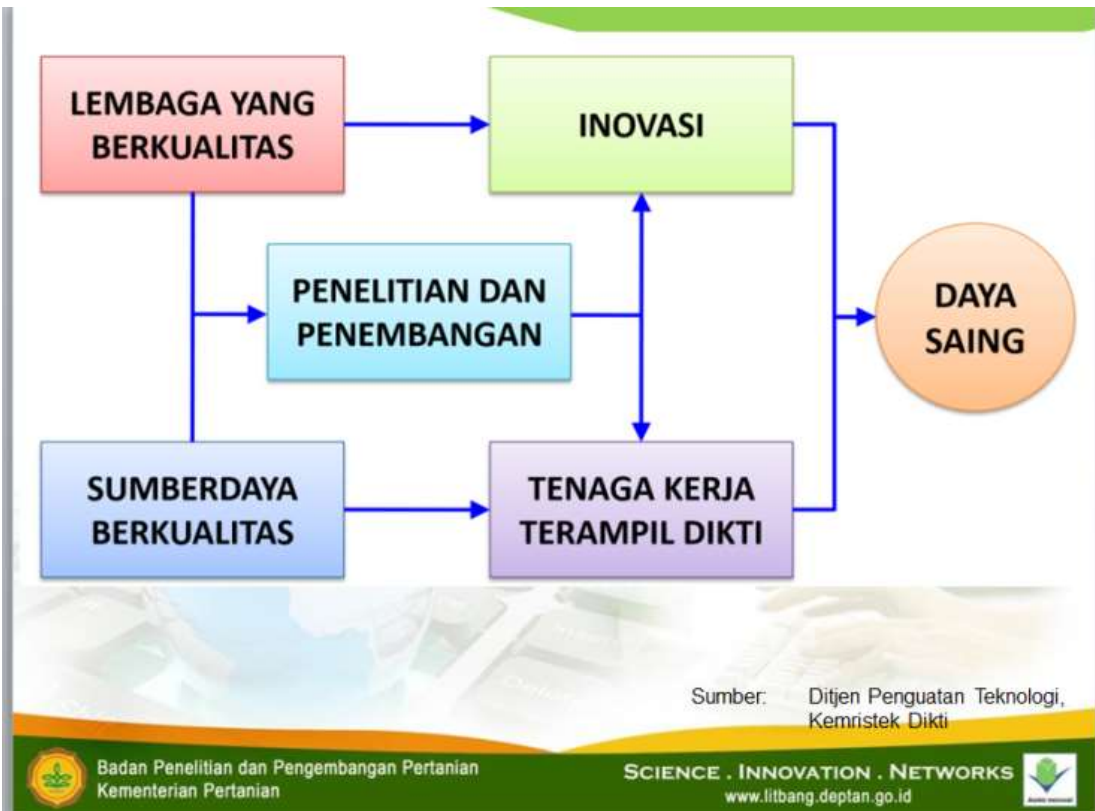 LEMBAGA YANG
BERKUALITAS
INOVASI
PENELITIAN DAN
PENEMBANGAN
DAYA
SAING
SUMBERDAYA
BERKUALITAS
TENAGA KERJA
TERAMPIL DIKTI
Sumber: Ditjen Penguatan Teknologi,
Kemristek Dikti
Badan Penelitian dan Pengembangan Pertanian
Kementerian Pertanian
SCIENCE . INNOVATION . NETWORKS
www.litbang.deptan.go.id